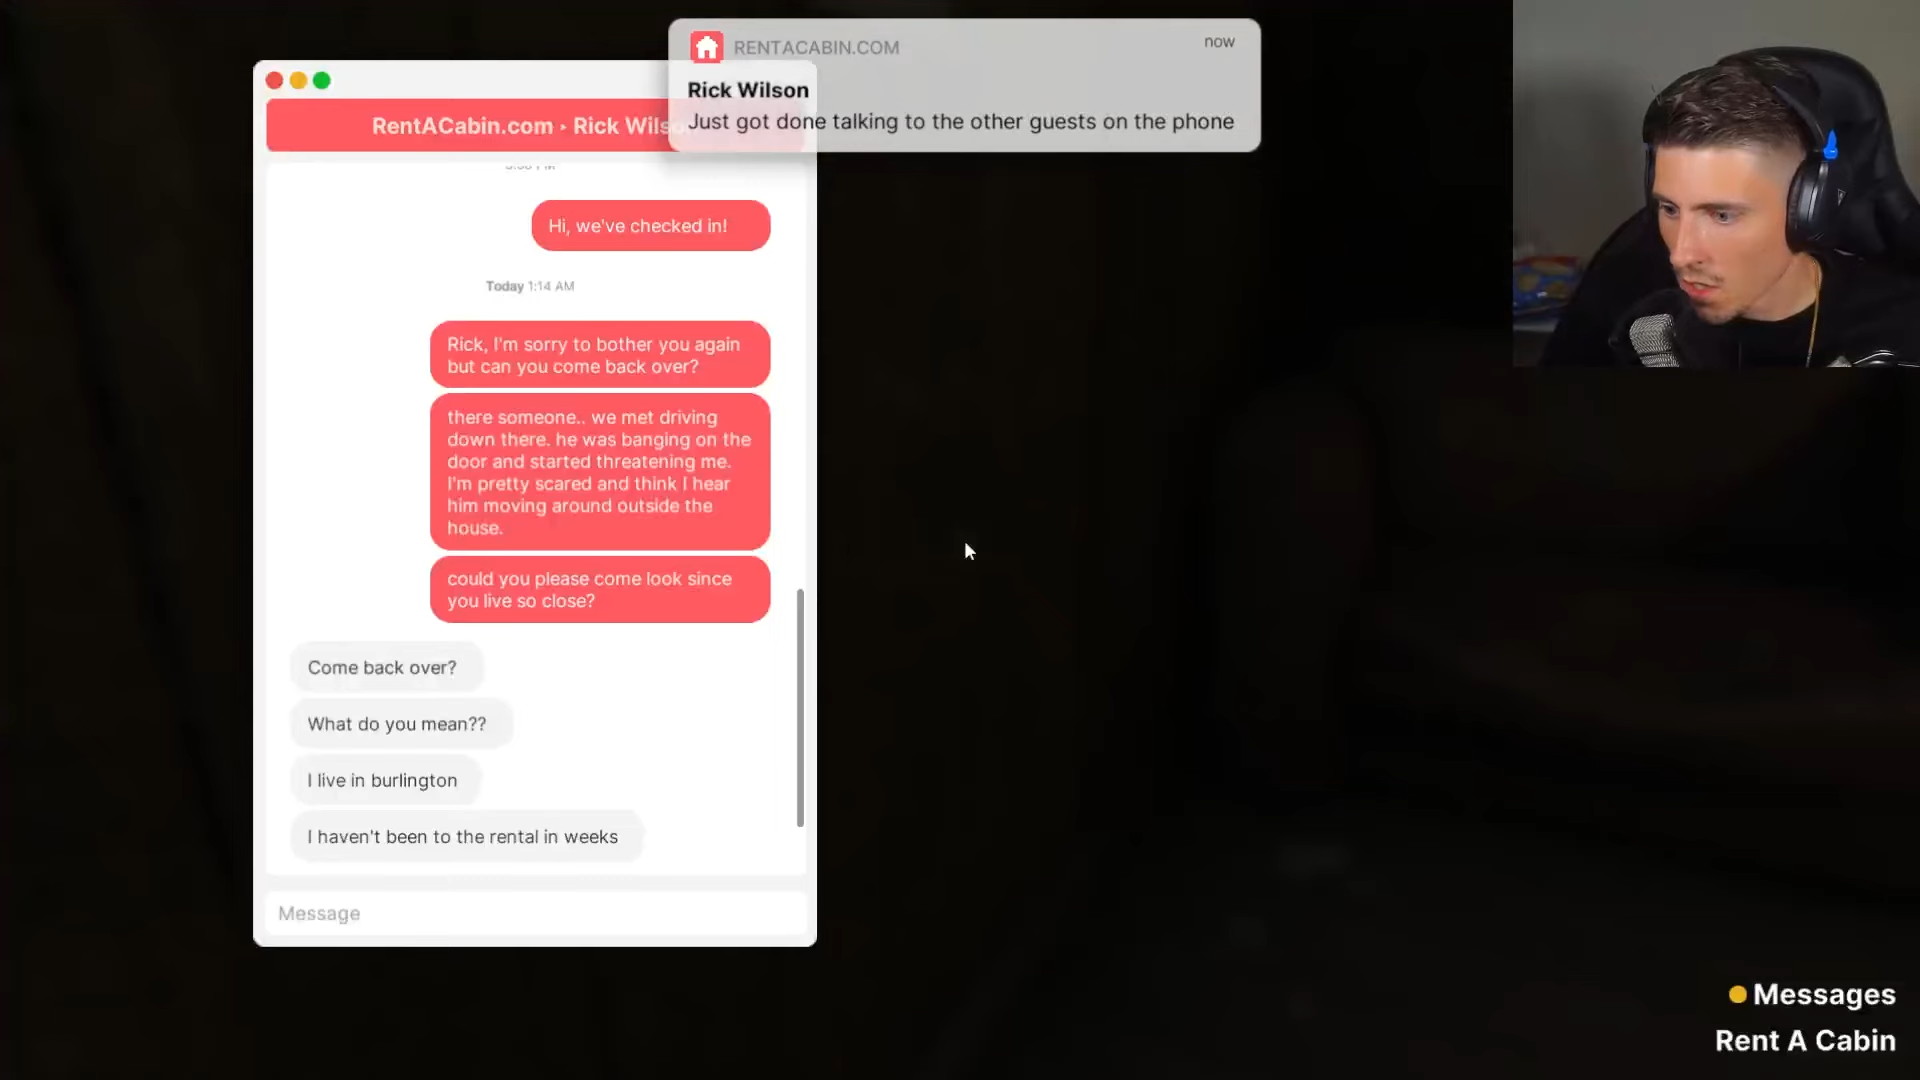 RENTACABIN.COM
now
Rick Wilson
Just got done talking to the other guests on the phone
RentACabin.com • Rick Wils
Hi, we've checked in!
Today 1:14 AM
Rick, I'm sorry to bother you again
but can you come back over?
there someone.. we met driving
down there. he was banging on the
door and started threatening me.
I'm pretty scared and think I hear
him moving around outside the
house.
could you please come look since
you live so close?
Come back over?
What do you mean??
I live in burlington
I haven't been to the rental in weeks
Message
Messages
Rent A Cabin